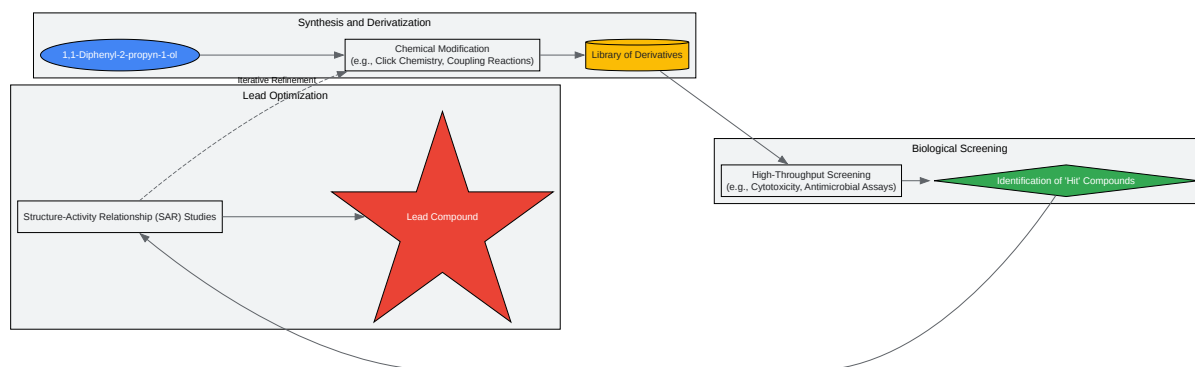 Synthesis and Derivatization
1,1-Diphenyl-2-propyn-1-ol
Chemical Modification
(e.g., Click Chemistry, Coupling Reactions)
Library of Derivatives
Iterative Refinement
Lead Optimization
Structure-Activity Relationship (SAR) Studies
Lead Compound
Biological Screening
High-Throughput Screening
(e.g., Cytotoxicity, Antimicrobial Assays)
Identification of 'Hit' Compounds